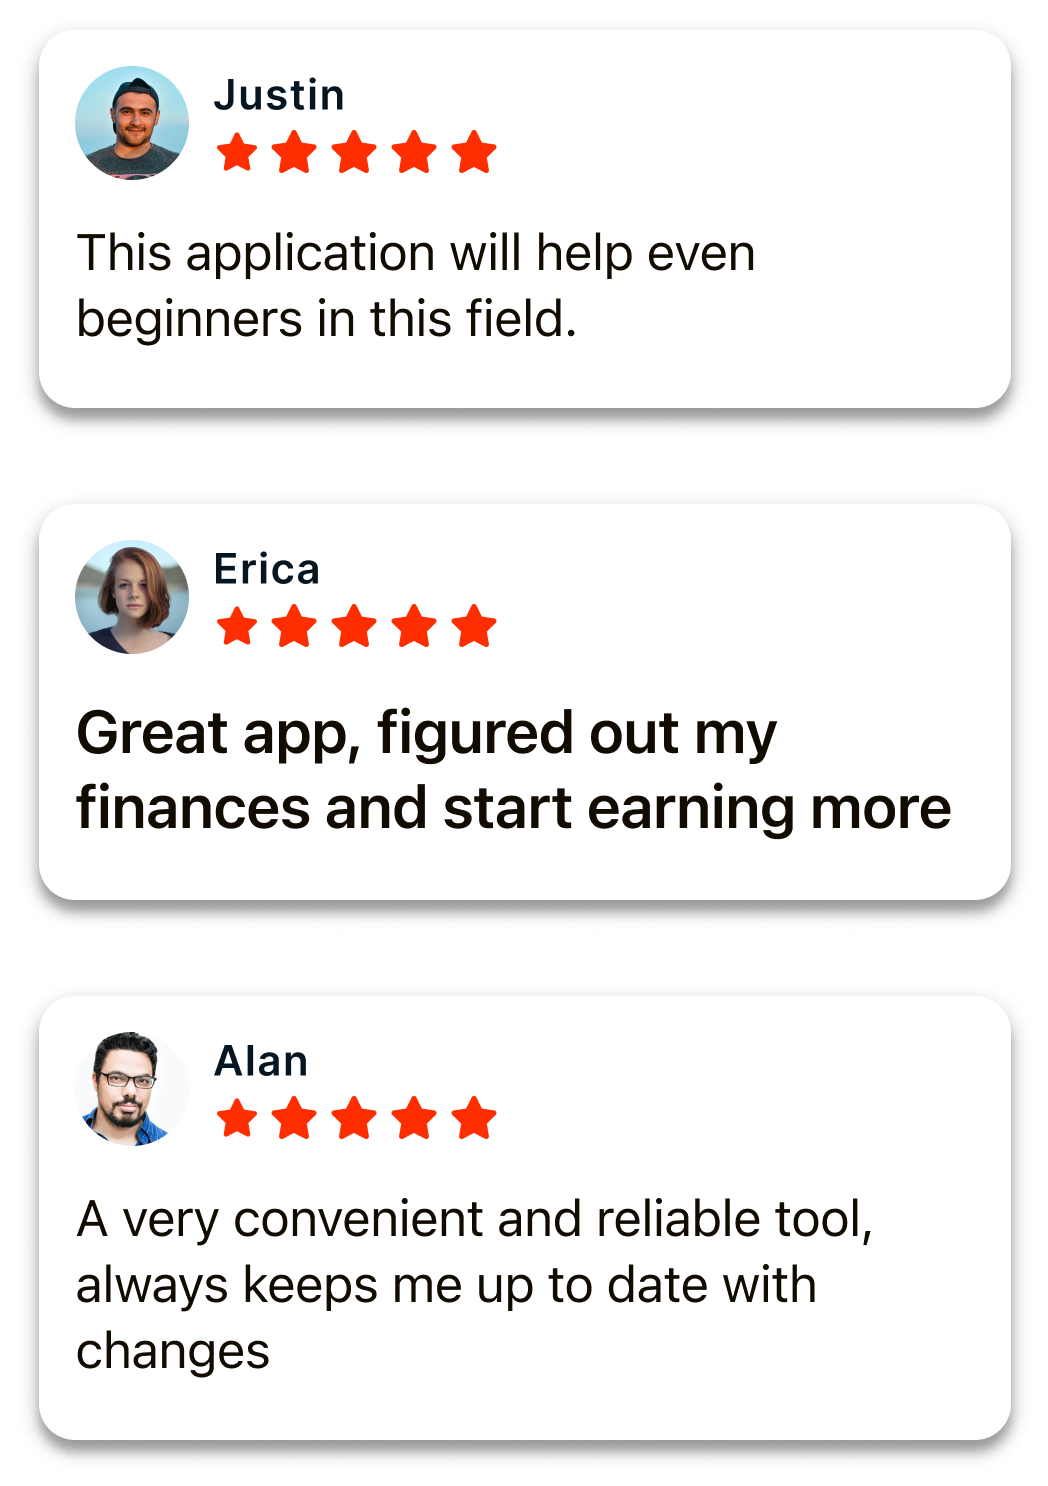 Justin
This application will help even
beginners in this field.
Erica
Great app, figured out my
finances and start earning more
Alan
A very convenient and reliable tool,
always keeps me up to date with
changes